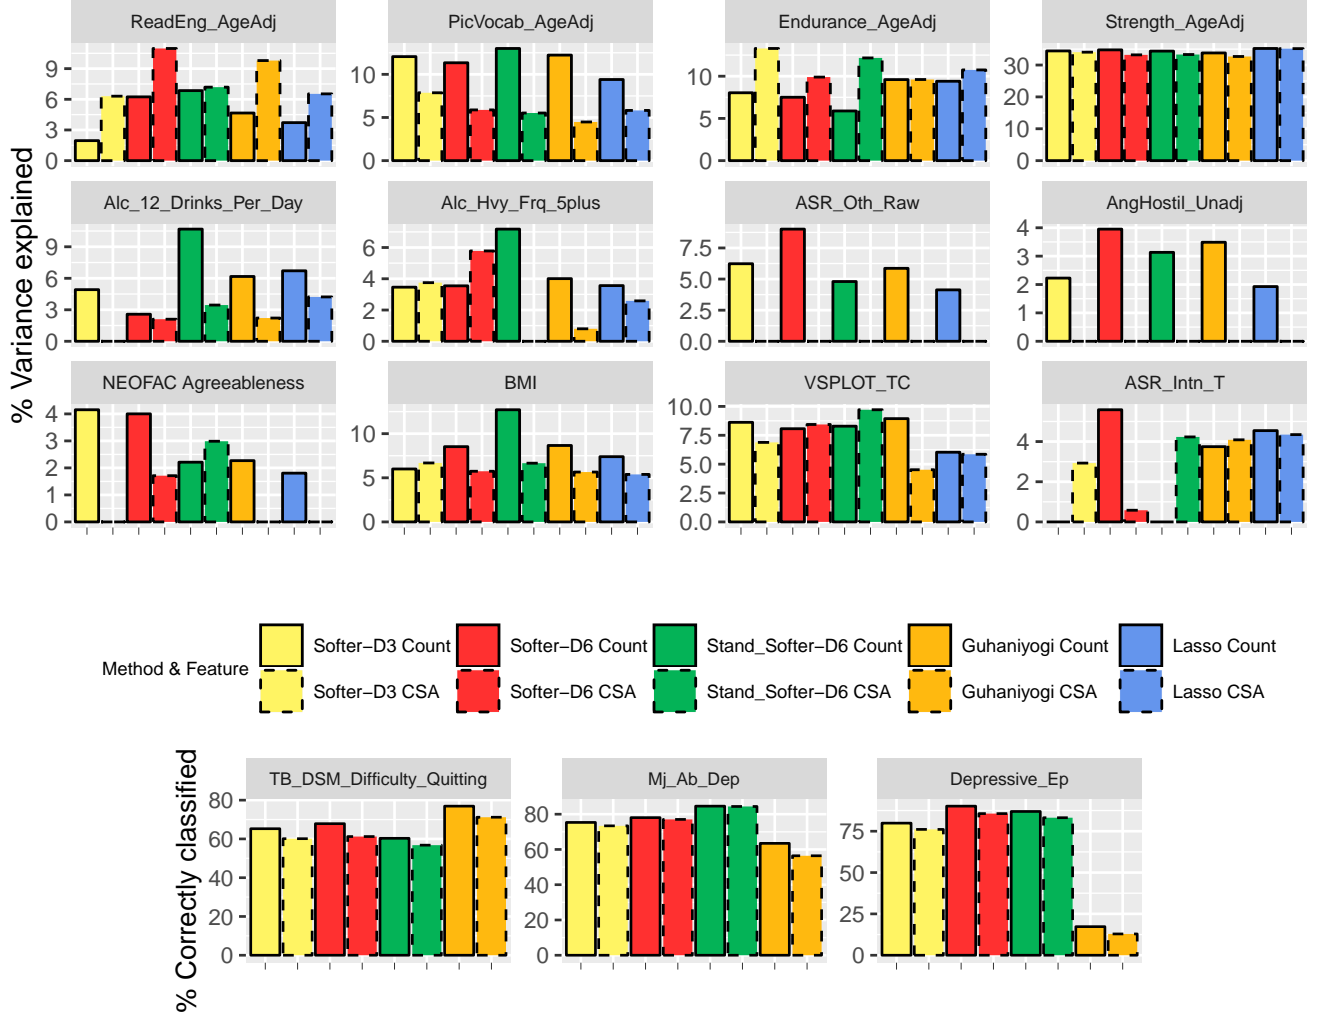 ReadEng_AgeAdj
PicVocab_AgeAdj
Endurance_AgeAdj
Strength_AgeAdj
9
6
3
0
10
5
0
10
5
0
30
20
10
0
% Variance explained
Alc_12_Drinks_Per_Day
Alc_Hvy_Frq_5plus
ASR_Oth_Raw
AngHostil_Unadj
9
6
3
0
6
4
2
0
7.5
5.0
2.5
0.0
4
3
2
1
0
NEOFAC Agreeableness
BMI
VSPLOT_TC
ASR_Intn_T
4
3
2
1
0
10
5
0
10.0
7.5
5.0
2.5
0.0
4
2
0
Method & Feature
Softer−D3 Count
Softer−D6 Count
Stand_Softer−D6 Count
Guhaniyogi Count
Lasso Count
Softer−D3 CSA
Softer−D6 CSA
Stand_Softer−D6 CSA
Guhaniyogi CSA
Lasso CSA
% Correctly classified
TB_DSM_Difficulty_Quitting
Mj_Ab_Dep
Depressive_Ep
80
60
40
20
0
80
60
40
20
0
75
50
25
0